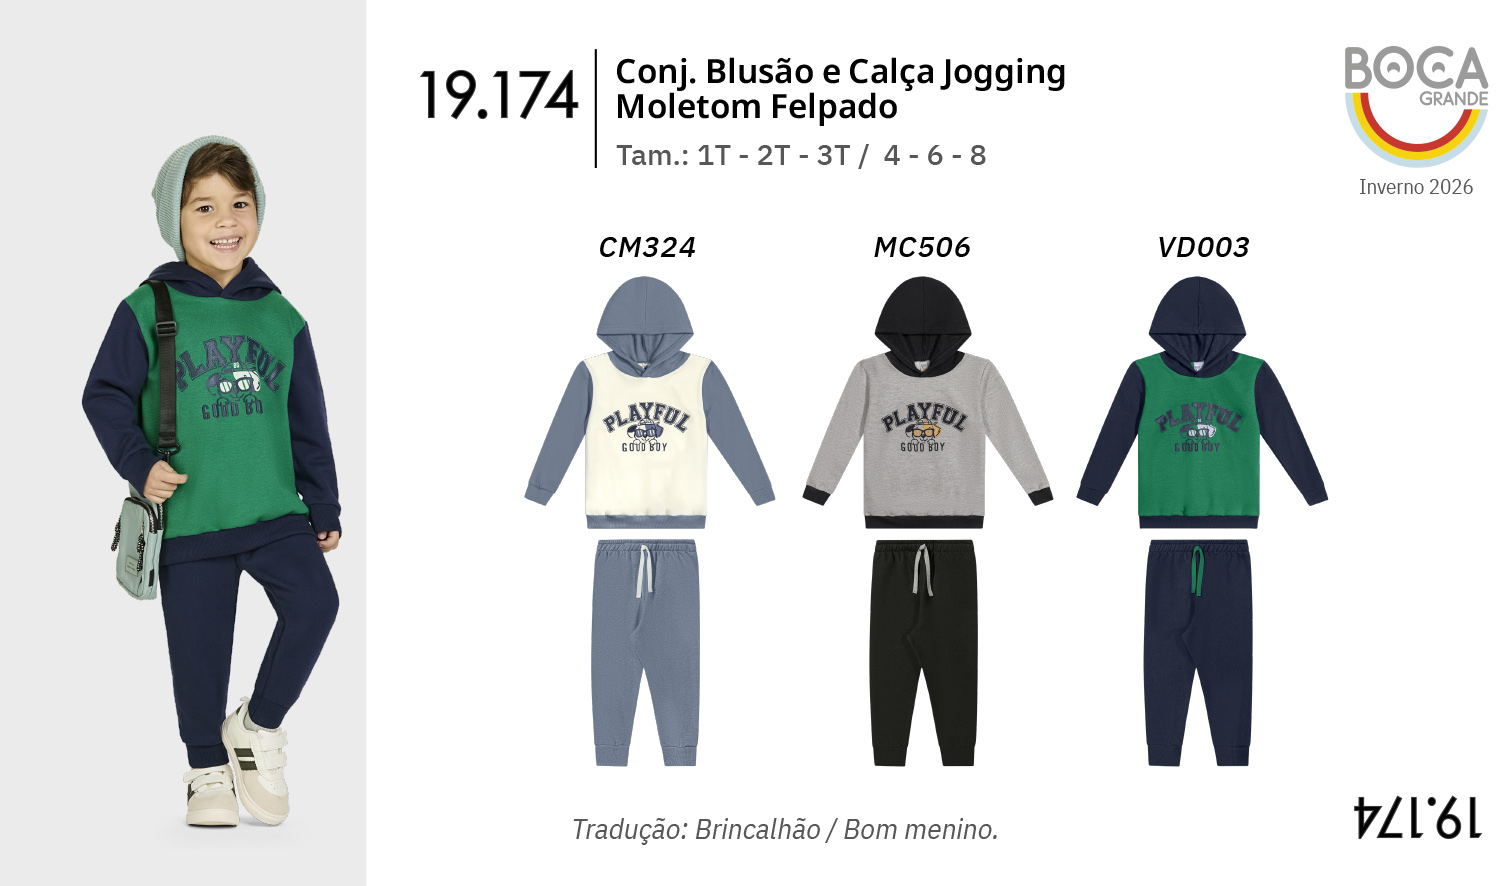 19.174
Conj. Blusão e Calça Jogging
Moletom Felpado
Tam.: 1T - 2T - 3T / 4 - 6 - 8
BOCA
GRANDE
Inverno 2026
CM324
MC506
VD003
PLAYFUL
GOOD BO
PLAYFUL
GOOD BOY
PLAYFUL
GOOD BOY
PLAYFUL
GOOD BOY
Tradução: Brincalhão / Bom menino.
19.174